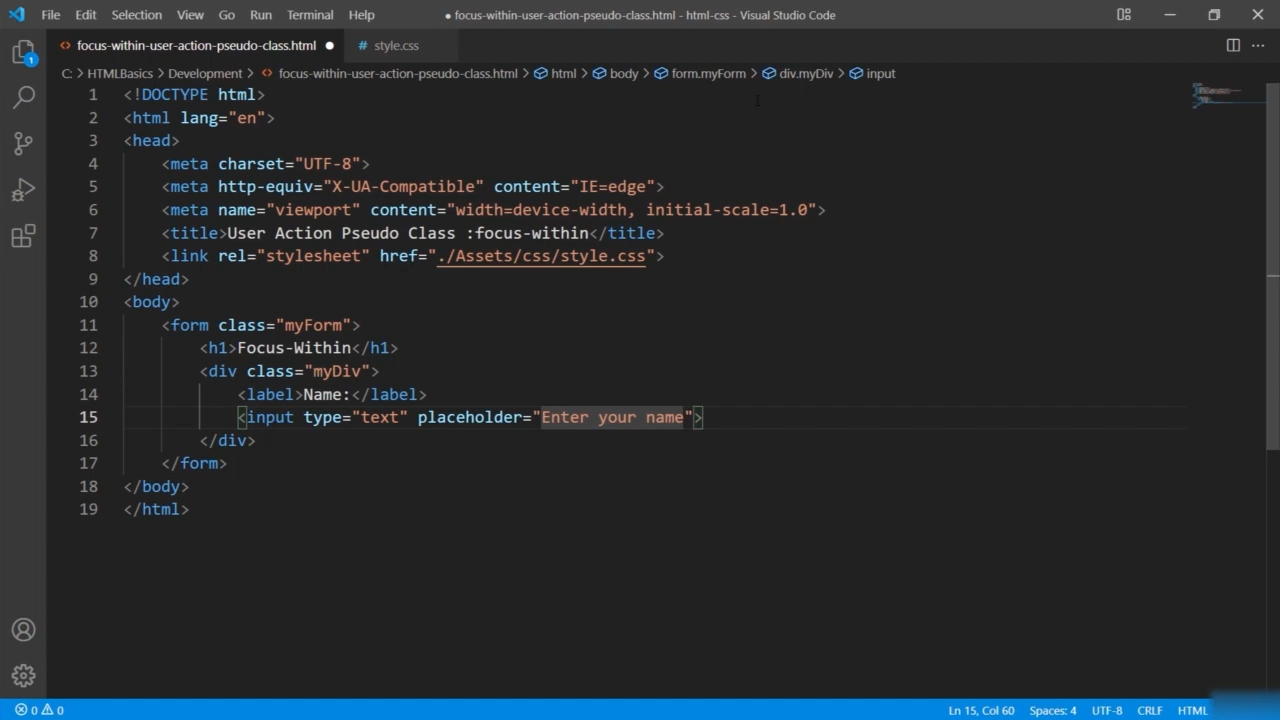 File Edit Selection View Go Run Terminal Help ● focus-within-user-action-pseudo-class.html - html-css - Visual Studio Code
focus-within-user-action-pseudo-class.html ● # style.css
C: > HTMLBasics > Development > focus-within-user-action-pseudo-class.html > html > body > form.myForm > div.myDiv > input
1 <!DOCTYPE html>
2 <html lang="en">
3 <head>
4 <meta charset="UTF-8">
5 <meta http-equiv="X-UA-Compatible" content="IE=edge">
6 <meta name="viewport" content="width=device-width, initial-scale=1.0">
7 <title>User Action Pseudo Class :focus-within</title>
8 <link rel="stylesheet" href="./Assets/css/style.css">
9 </head>
10 <body>
11 <form class="myForm">
12 <h1>Focus-Within</h1>
13 <div class="myDiv">
14 <label>Name:</label>
15 <input type="text" placeholder="Enter your name">
16 </div>
17 </form>
18 </body>
19 </html>
1
0 0 Ln 15, Col 60 Spaces: 4 UTF-8 CRLF HTML